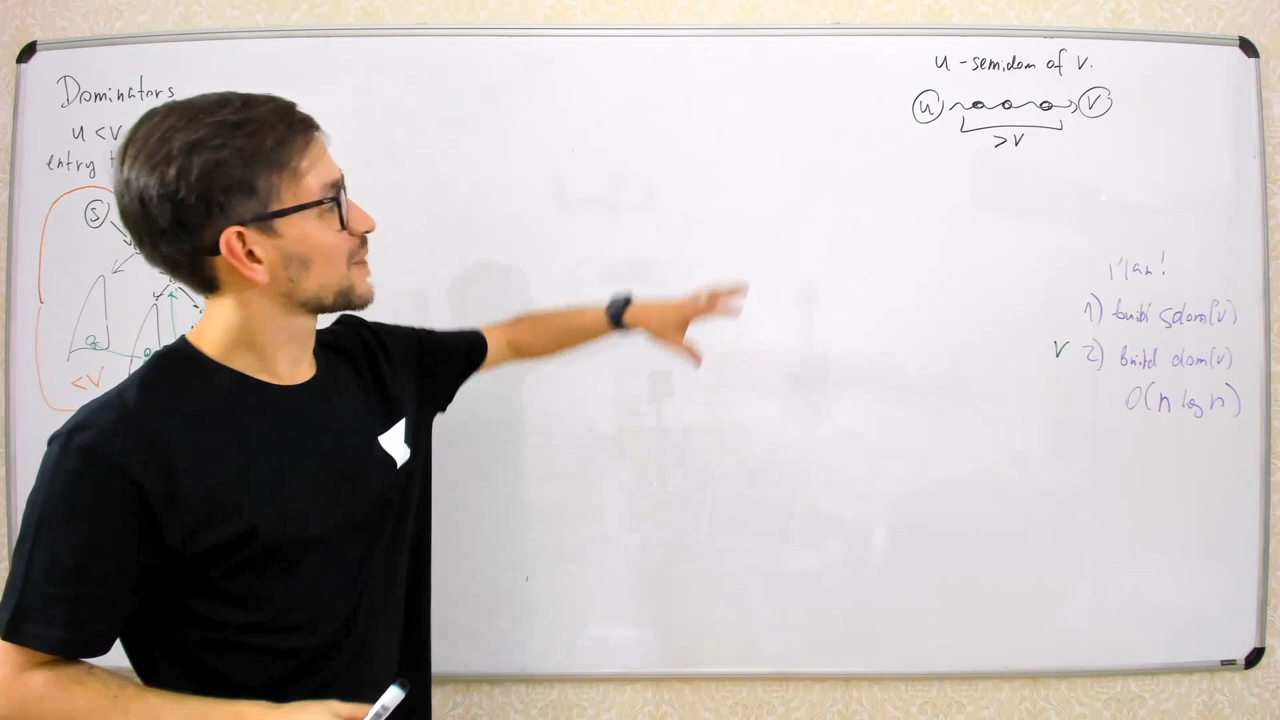 Dominators
u < v
entry
S
< v
u - semidom of v.
u v
> v
Plan!
1) build sdom(v)
v 2) build dom(v)
O(n log n)